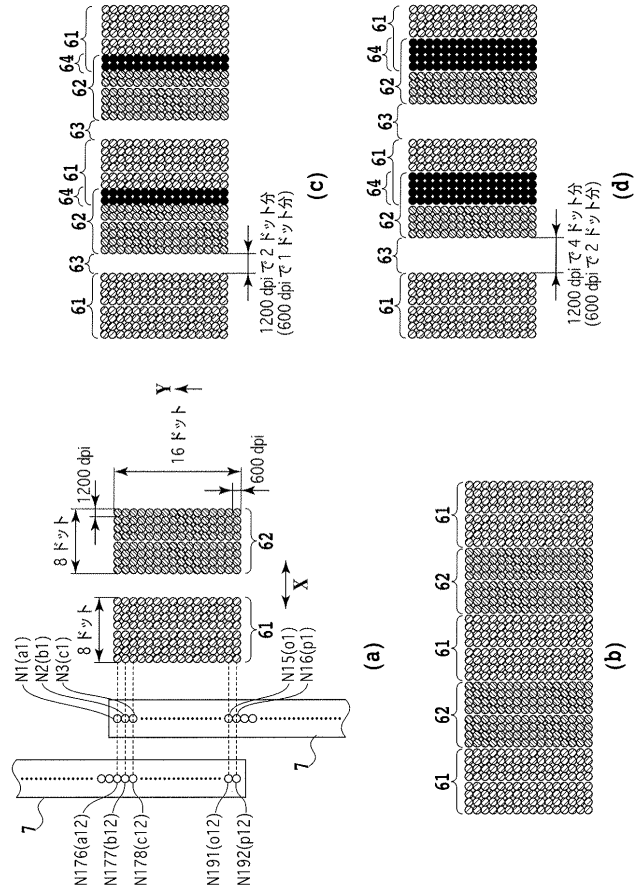 N1(a1)
N2(b1)
N3(c1)
8 ドット
8 ドット
1200 dpi
16 ドット
Y
600 dpi
X
61
62
7
7
N176(a12)
N177(b12)
N178(c12)
N191(o12)
N192(p12)
N15(o1)
N16(p1)
(a)
61 62 61 62 61
(b)
61 63 62 64 61 63 62 64 61
1200 dpi で 2 ドット分
(600 dpi で 1 ドット分)
(c)
61 63 62 64 61 63 62 64 61
1200 dpi で 4 ドット分
(600 dpi で 2 ドット分)
(d)